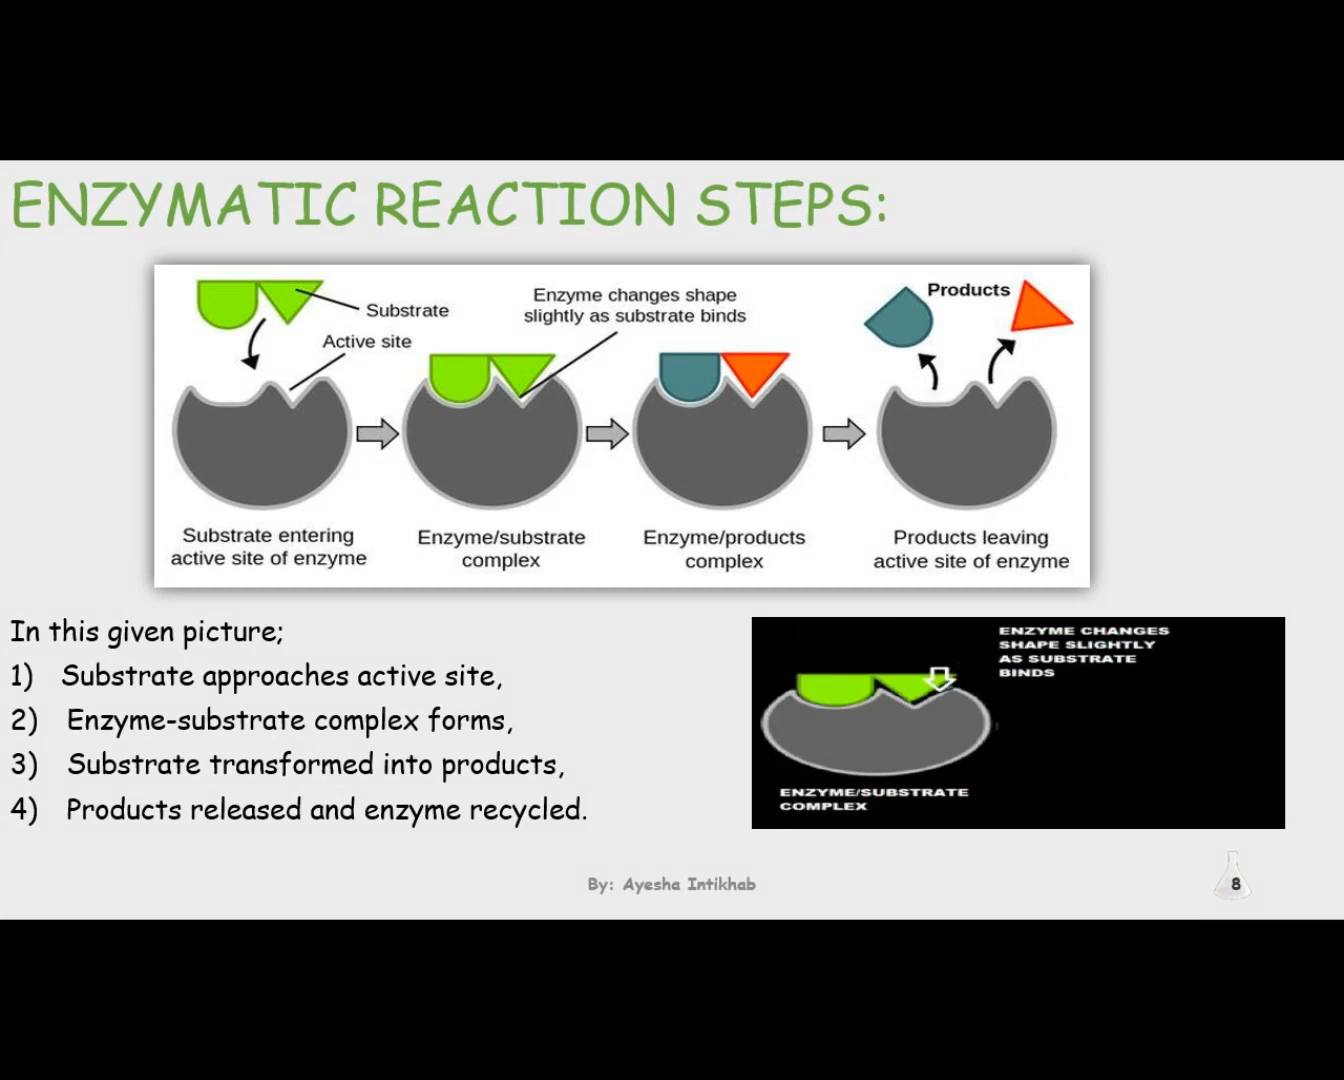 ENZYMATIC REACTION STEPS:
Substrate
Active site
Enzyme changes shape
slightly as substrate binds
Products
Substrate entering
active site of enzyme
Enzyme/substrate
complex
Enzyme/products
complex
Products leaving
active site of enzyme
In this given picture;
1) Substrate approaches active site,
2) Enzyme-substrate complex forms,
3) Substrate transformed into products,
4) Products released and enzyme recycled.
ENZYME CHANGES
SHAPE SLIGHTLY
AS SUBSTRATE
BINDS
ENZYME/SUBSTRATE
COMPLEX
By: Ayesha Intikhab
8